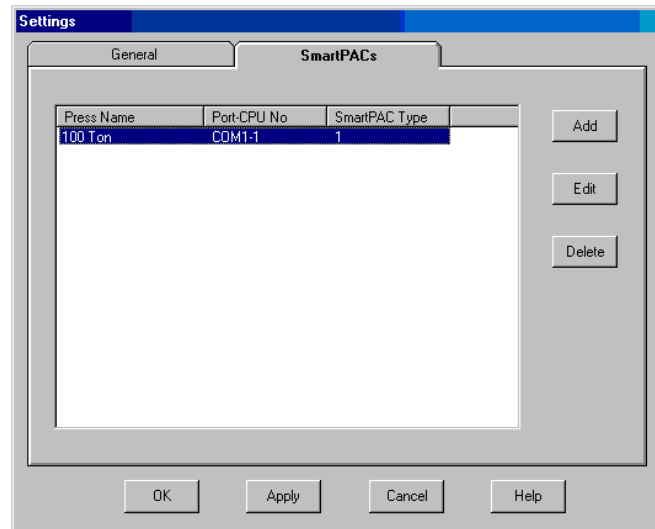 Settings
General SmartPACs
Press Name Port-CPU No SmartPAC Type
100 Ton COM1-1 1
Add
Edit
Delete
OK Apply Cancel Help